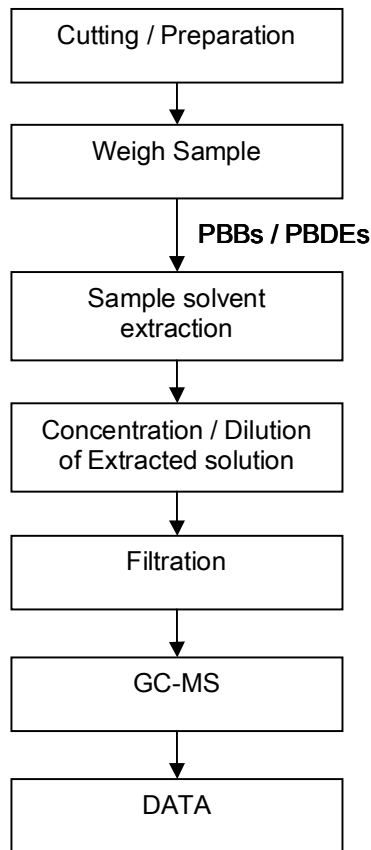 Cutting / Preparation
Weigh Sample
PBBs / PBDEs
Sample solvent
extraction
Concentration / Dilution
of Extracted solution
Filtration
GC-MS
DATA